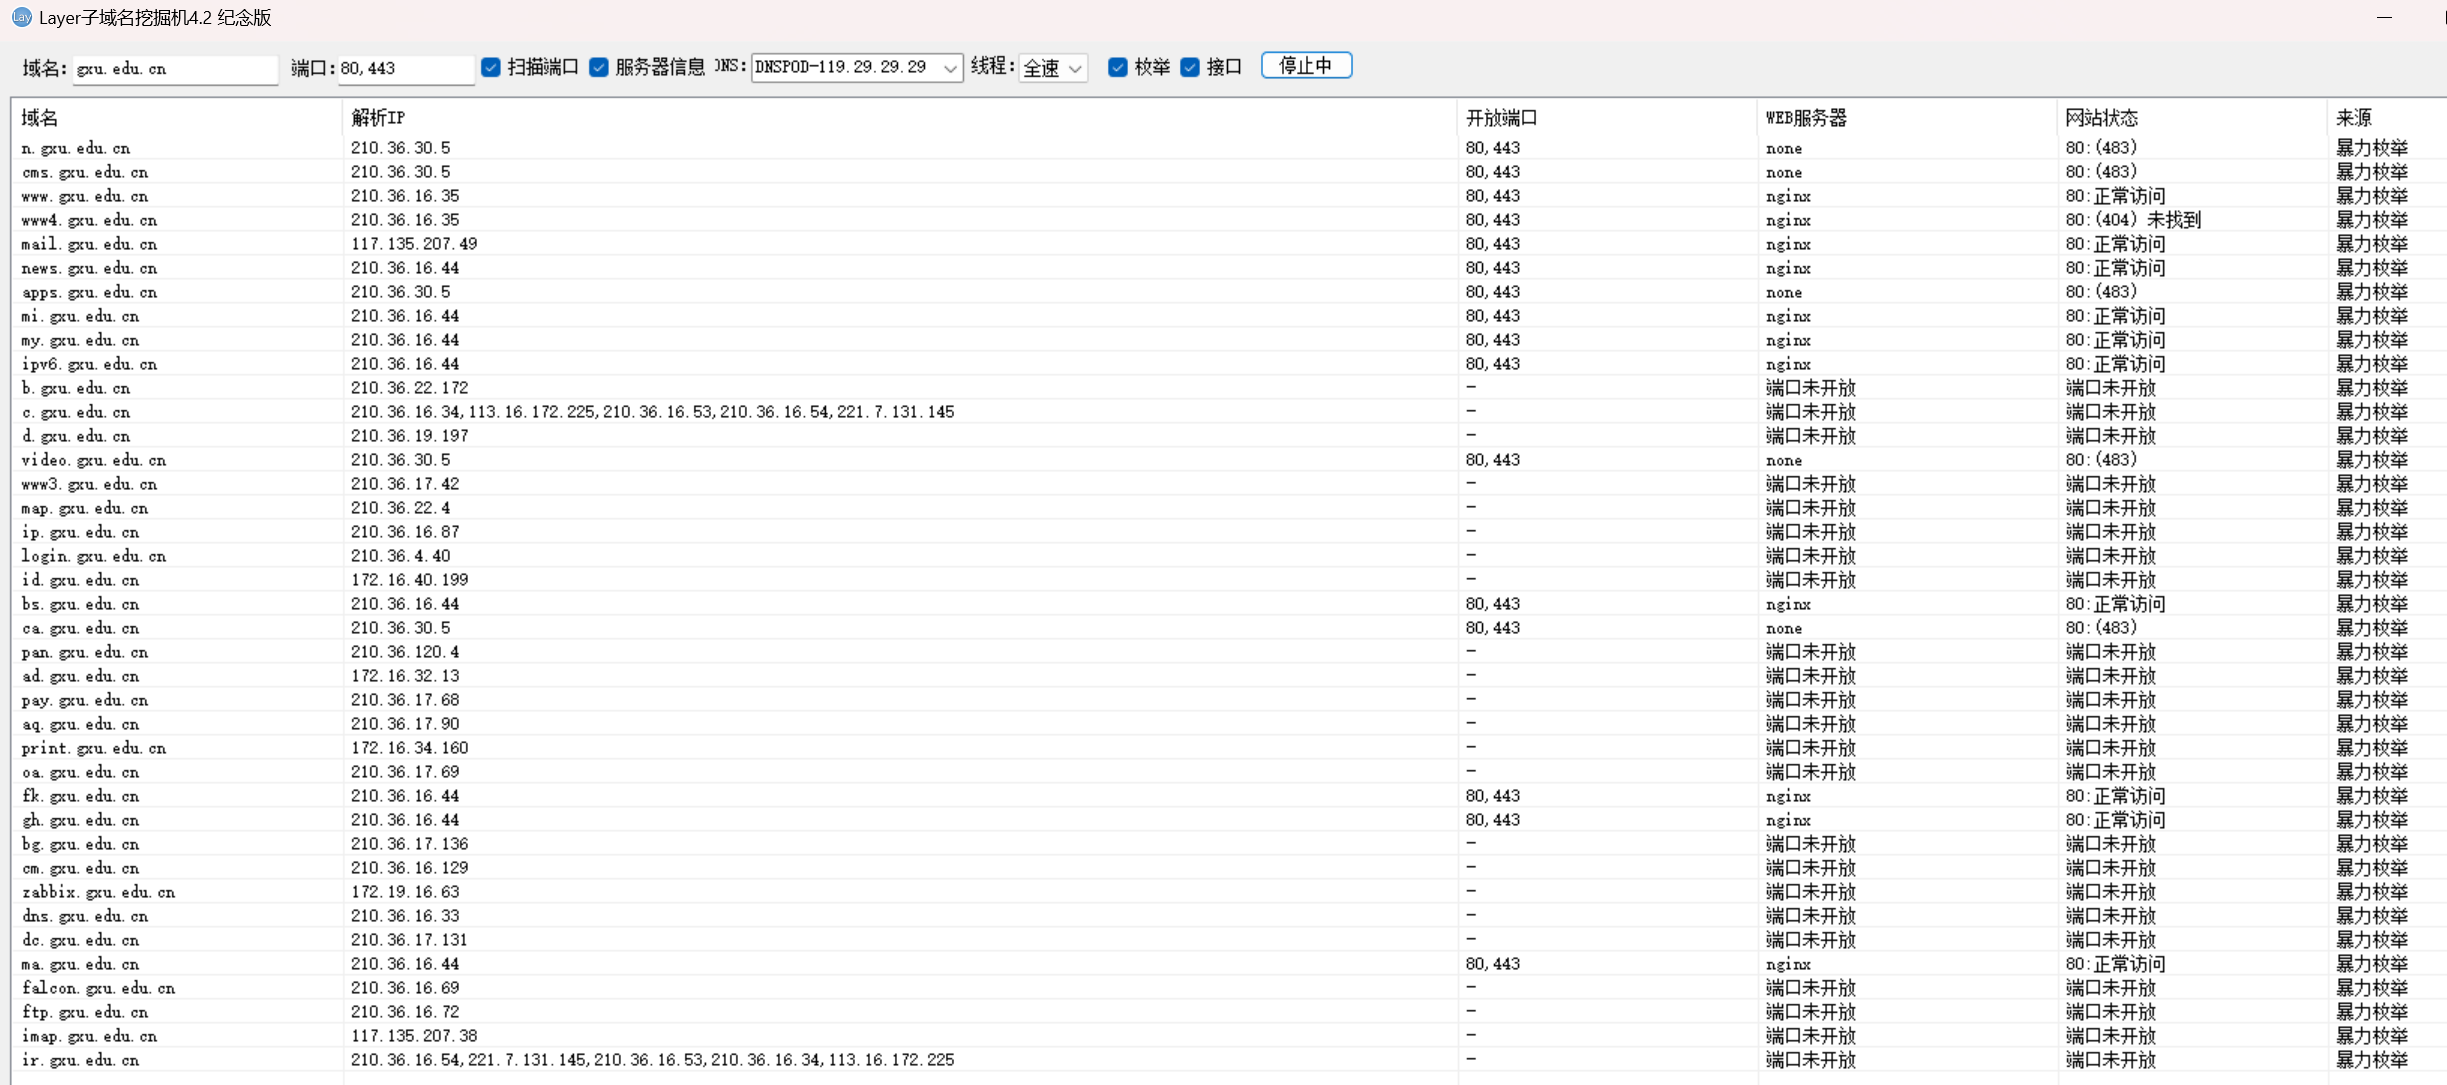 Layer子域名挖掘机4.2 纪念版
域名: gxu.edu.cn 端口: 80,443 扫描端口 服务器信息 DNS: DNSPOD-119.29.29.29 线程: 全速 枚举 接口 停止中
域名 解析IP 开放端口 WEB服务器 网站状态 来源
n.gxu.edu.cn 210.36.30.5 80,443 none 80:(483) 暴力枚举
cms.gxu.edu.cn 210.36.30.5 80,443 none 80:(483) 暴力枚举
www.gxu.edu.cn 210.36.16.35 80,443 nginx 80:正常访问 暴力枚举
www4.gxu.edu.cn 210.36.16.35 80,443 nginx 80:(404) 未找到 暴力枚举
mail.gxu.edu.cn 117.135.207.49 80,443 nginx 80:正常访问 暴力枚举
news.gxu.edu.cn 210.36.16.44 80,443 nginx 80:正常访问 暴力枚举
apps.gxu.edu.cn 210.36.30.5 80,443 none 80:(483) 暴力枚举
mi.gxu.edu.cn 210.36.16.44 80,443 nginx 80:正常访问 暴力枚举
my.gxu.edu.cn 210.36.16.44 80,443 nginx 80:正常访问 暴力枚举
ipv6.gxu.edu.cn 210.36.16.44 80,443 nginx 80:正常访问 暴力枚举
b.gxu.edu.cn 210.36.22.172 - 端口未开放 端口未开放 暴力枚举
c.gxu.edu.cn 210.36.16.34,113.16.172.225,210.36.16.53,210.36.16.54,221.7.131.145 - 端口未开放 端口未开放 暴力枚举
d.gxu.edu.cn 210.36.19.197 - 端口未开放 端口未开放 暴力枚举
video.gxu.edu.cn 210.36.30.5 80,443 none 80:(483) 暴力枚举
www3.gxu.edu.cn 210.36.17.42 - 端口未开放 端口未开放 暴力枚举
map.gxu.edu.cn 210.36.22.4 - 端口未开放 端口未开放 暴力枚举
ip.gxu.edu.cn 210.36.16.87 - 端口未开放 端口未开放 暴力枚举
login.gxu.edu.cn 210.36.4.40 - 端口未开放 端口未开放 暴力枚举
id.gxu.edu.cn 172.16.40.199 - 端口未开放 端口未开放 暴力枚举
bs.gxu.edu.cn 210.36.16.44 80,443 nginx 80:正常访问 暴力枚举
ca.gxu.edu.cn 210.36.30.5 80,443 none 80:(483) 暴力枚举
pan.gxu.edu.cn 210.36.120.4 - 端口未开放 端口未开放 暴力枚举
ad.gxu.edu.cn 172.16.32.13 - 端口未开放 端口未开放 暴力枚举
pay.gxu.edu.cn 210.36.17.68 - 端口未开放 端口未开放 暴力枚举
aq.gxu.edu.cn 210.36.17.90 - 端口未开放 端口未开放 暴力枚举
print.gxu.edu.cn 172.16.34.160 - 端口未开放 端口未开放 暴力枚举
oa.gxu.edu.cn 210.36.17.69 - 端口未开放 端口未开放 暴力枚举
fk.gxu.edu.cn 210.36.16.44 80,443 nginx 80:正常访问 暴力枚举
gh.gxu.edu.cn 210.36.16.44 80,443 nginx 80:正常访问 暴力枚举
bg.gxu.edu.cn 210.36.17.136 - 端口未开放 端口未开放 暴力枚举
cm.gxu.edu.cn 210.36.16.129 - 端口未开放 端口未开放 暴力枚举
zabbix.gxu.edu.cn 172.19.16.63 - 端口未开放 端口未开放 暴力枚举
dns.gxu.edu.cn 210.36.16.33 - 端口未开放 端口未开放 暴力枚举
dc.gxu.edu.cn 210.36.17.131 - 端口未开放 端口未开放 暴力枚举
ma.gxu.edu.cn 210.36.16.44 80,443 nginx 80:正常访问 暴力枚举
falcon.gxu.edu.cn 210.36.16.69 - 端口未开放 端口未开放 暴力枚举
ftp.gxu.edu.cn 210.36.16.72 - 端口未开放 端口未开放 暴力枚举
imap.gxu.edu.cn 117.135.207.38 - 端口未开放 端口未开放 暴力枚举
ir.gxu.edu.cn 210.36.16.54,221.7.131.145,210.36.16.53,210.36.16.34,113.16.172.225 - 端口未开放 端口未开放 暴力枚举